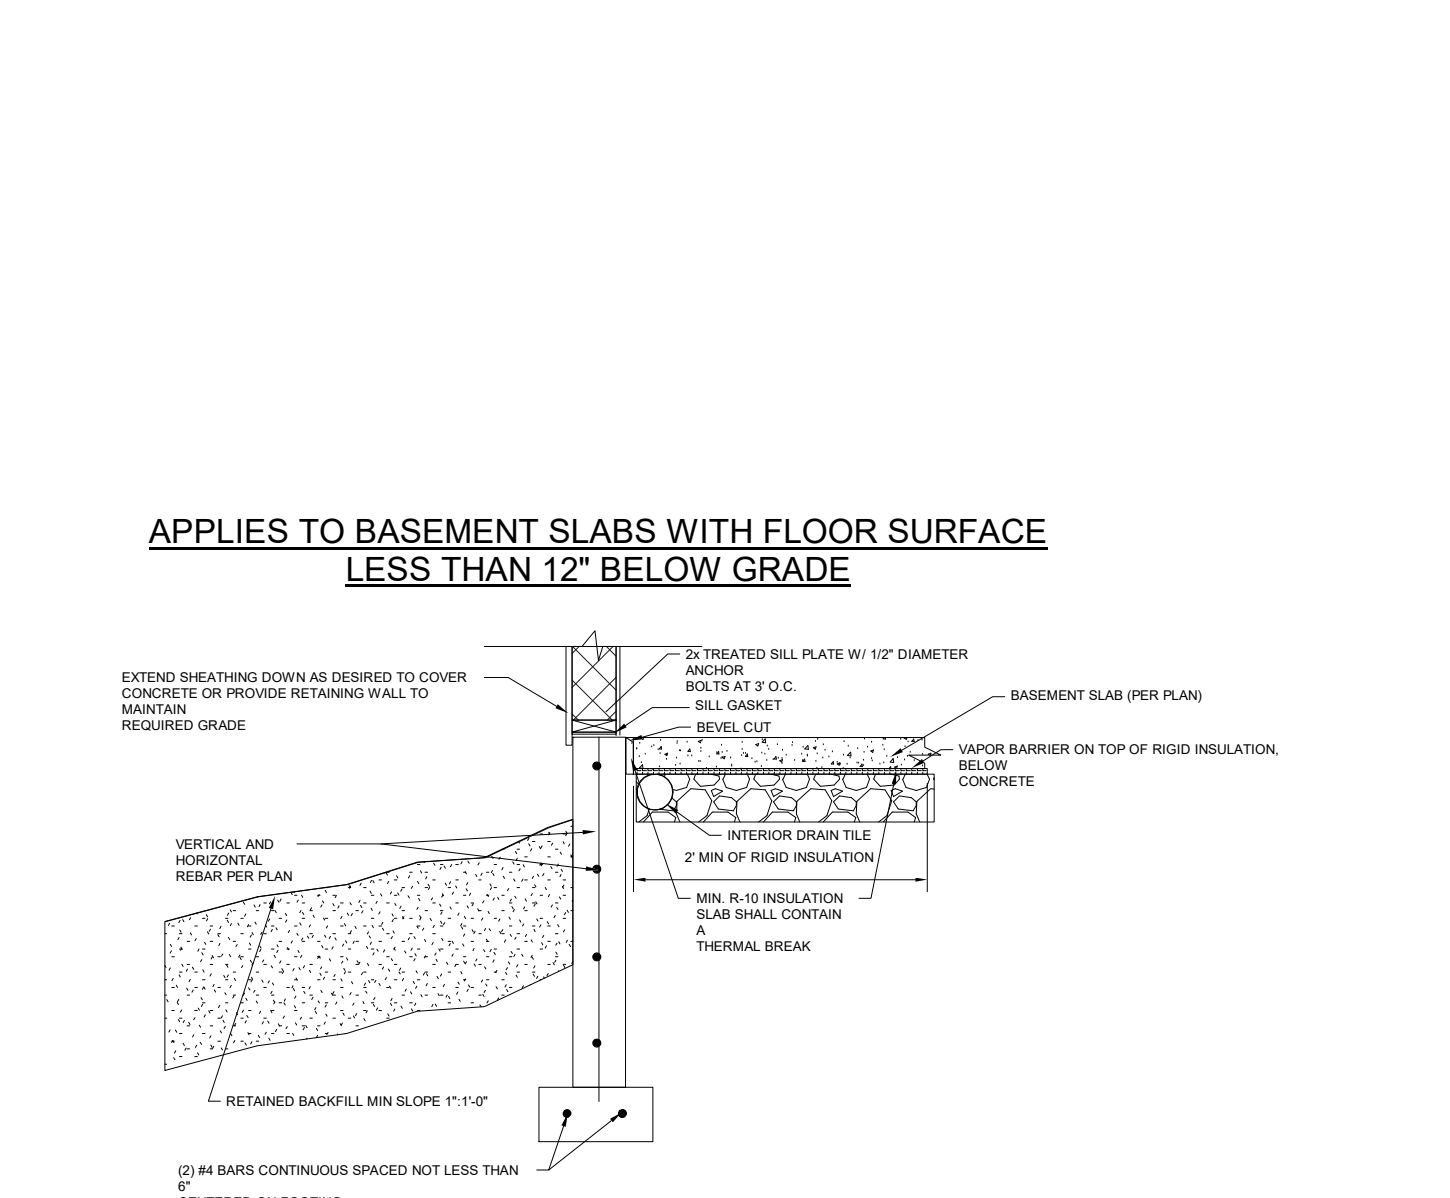 APPLIES TO BASEMENT SLABS WITH FLOOR SURFACE
LESS THAN 12" BELOW GRADE
2x TREATED SILL PLATE W/ 1/2" DIAMETER
ANCHOR
BOLTS AT 3' O.C.
EXTEND SHEATHING DOWN AS DESIRED TO COVER
CONCRETE OR PROVIDE RETAINING WALL TO
MAINTAIN
REQUIRED GRADE
SILL GASKET
BASEMENT SLAB (PER PLAN)
BEVEL CUT
VAPOR BARRIER ON TOP OF RIGID INSULATION,
BELOW
CONCRETE
INTERIOR DRAIN TILE
VERTICAL AND
HORIZONTAL
REBAR PER PLAN
2' MIN OF RIGID INSULATION
MIN. R-10 INSULATION
SLAB SHALL CONTAIN
A
THERMAL BREAK
RETAINED BACKFILL MIN SLOPE 1":1'-0"
(2) #4 BARS CONTINUOUS SPACED NOT LESS THAN
6"